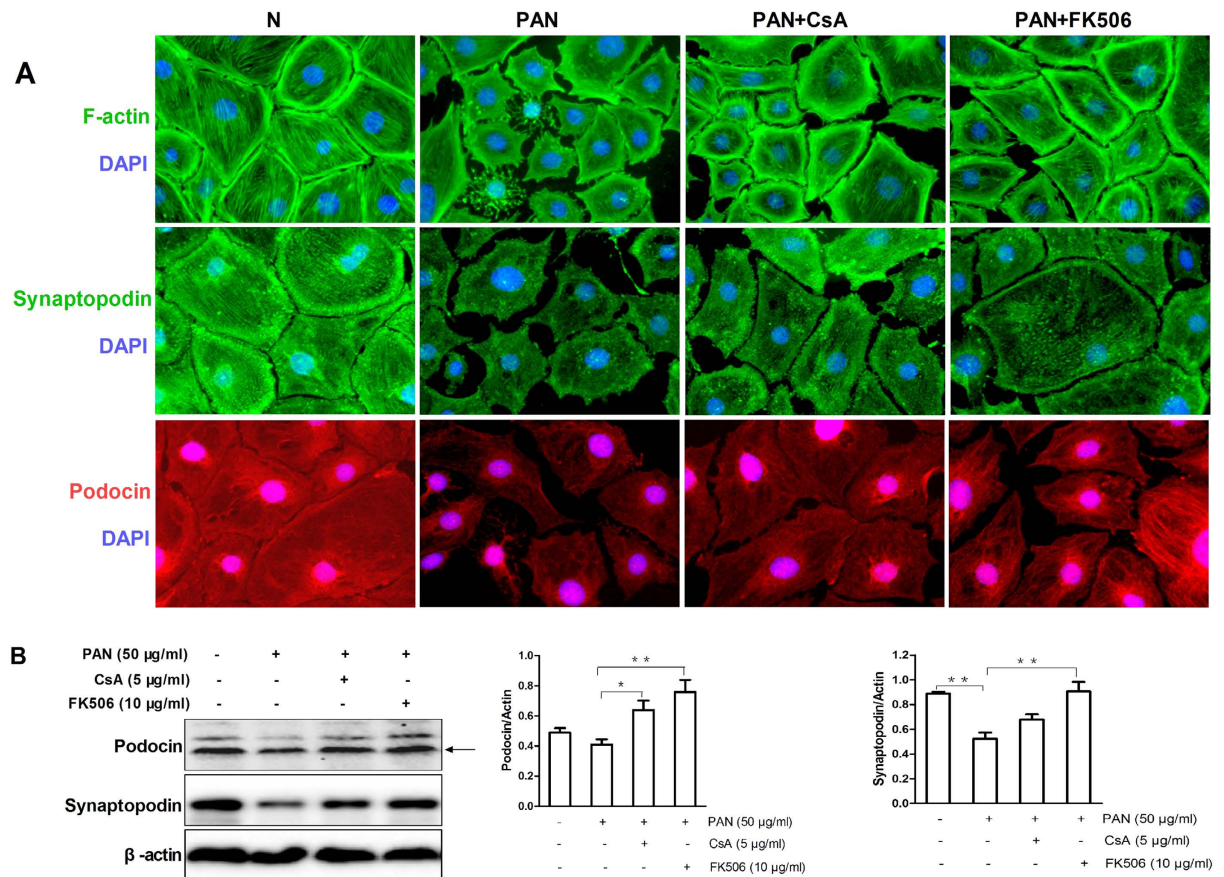 N PAN PAN+CsA PAN+FK506
A
F-actin
DAPI
Synaptopodin
DAPI
Podocin
DAPI
B
PAN (50 µg/ml) - + + +
CsA (5 µg/ml) - - + -
FK506 (10 µg/ml) - - - +
Podocin
Synaptopodin
β -actin
Podocin/Actin
1.0
0.8
0.6
0.4
0.2
0.0
* *
*
- + + + PAN (50 µg/ml)
- - + - CsA (5 µg/ml)
- - - + FK506 (10 µg/ml)
Synaptopodin/Actin
1.2
1.0
0.8
0.6
0.4
0.2
0.0
* *
* *
- + + + PAN (50 µg/ml)
- - + - CsA (5 µg/ml)
- - - + FK506 (10 µg/ml)